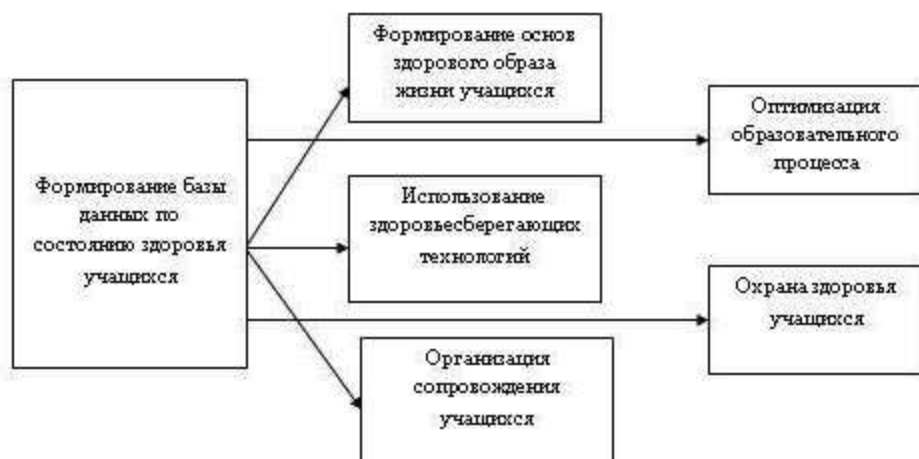 Формирование основ
здорового образа
жизни учащихся
Оптимизация
образовательного
процесса
Формирование базы
данных по
состоянию здоровья
учащихся
Использование
здоровьесберегающих
технологий
Охрана здоровья
учащихся
Организация
сопровождения
учащихся